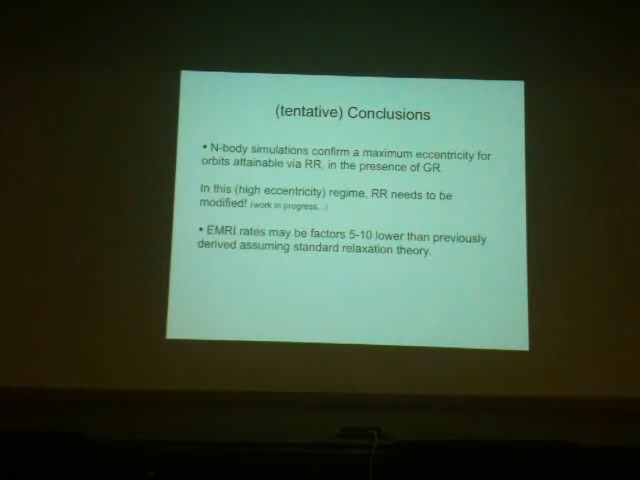 (tentative) Conclusions
• N-body simulations confirm a maximum eccentricity for
orbits attainable via RR, in the presence of GR.
In this (high eccentricity) regime, RR needs to be
modified! (work in progress...)
• EMRI rates may be factors 5-10 lower than previously
derived assuming standard relaxation theory.